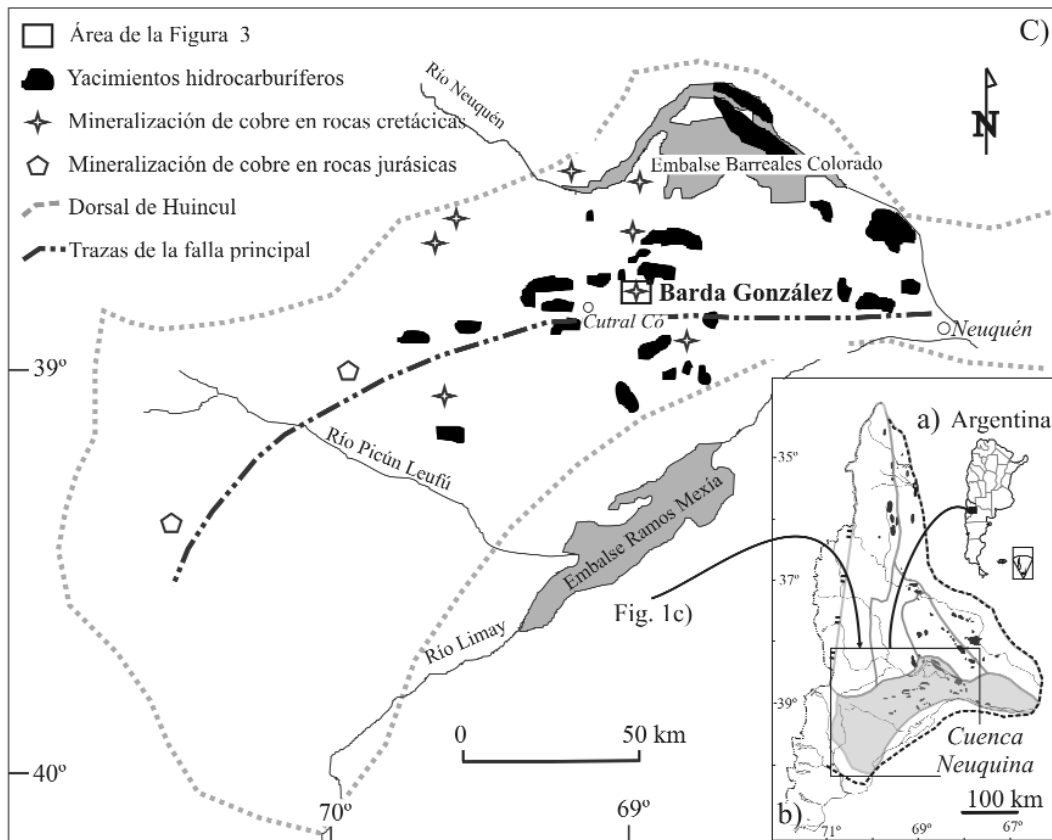 C)
Área de la Figura 3
Yacimientos hidrocarburíferos
Mineralización de cobre en rocas cretácicas
Mineralización de cobre en rocas jurásicas
Dorsal de Huincul
Trazas de la falla principal
Río Neuquén
N
Embalse Barreales Colorado
Barda González
Cutral Có
Neuquén
39º
Río Picún Leufú
Embalse Ramos Mexía
Río Limay
Fig. 1c)
0 50 km
40º
70º
69º
a)
Argentina
35º
37º
39º
Cuenca
Neuquina
100 km
b)
71º
69º
67º